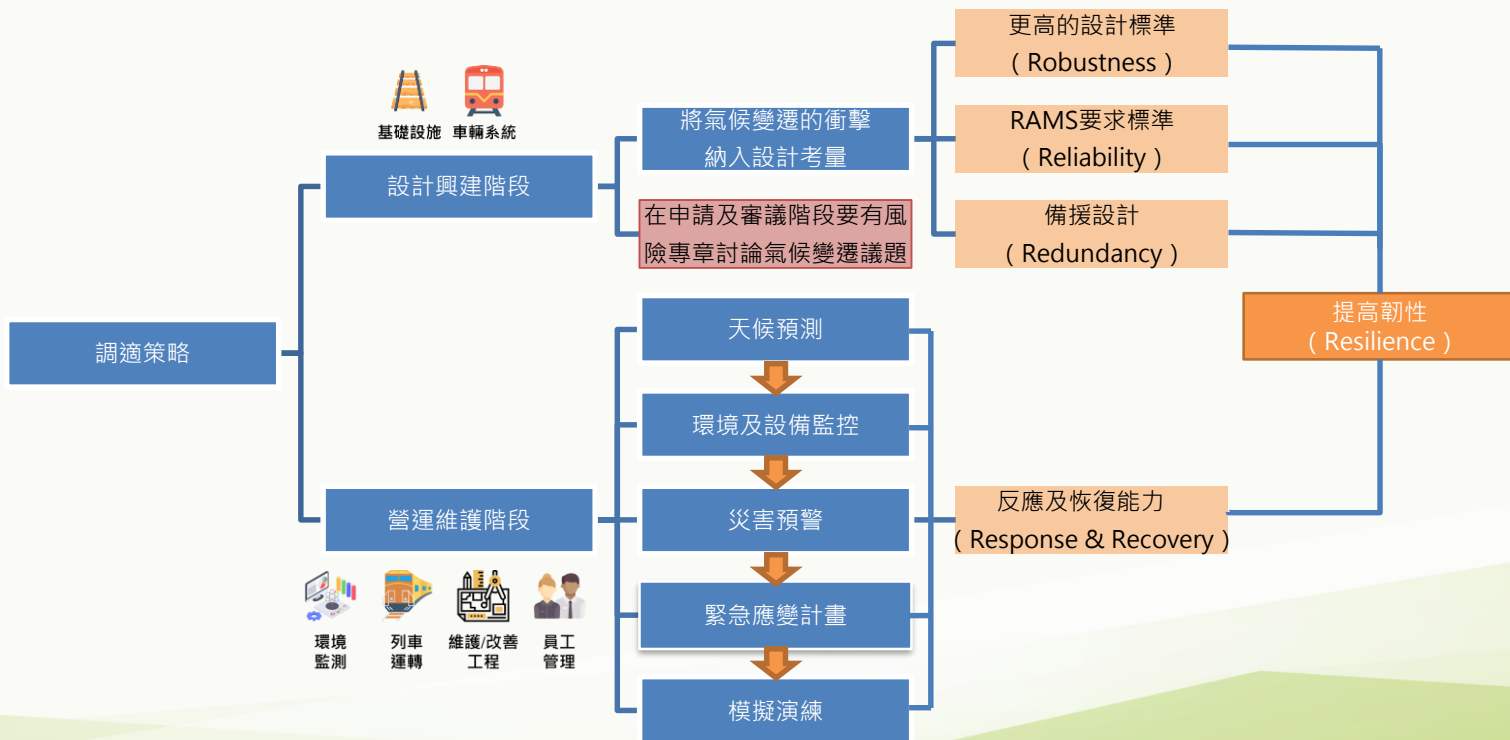 更高的設計標準
( Robustness )
基礎設施
車輛系統
將氣候變遷的衝擊
納入設計考量
RAMS要求標準
( Reliability )
設計興建階段
在申請及審議階段要有風
險專章討論氣候變遷議題
備援設計
( Redundancy )
調適策略
天候預測
提高韌性
( Resilience )
環境及設備監控
營運維護階段
災害預警
反應及恢復能力
( Response & Recovery )
環境
監測
列車
運轉
維護/改善
工程
員工
管理
緊急應變計畫
模擬演練